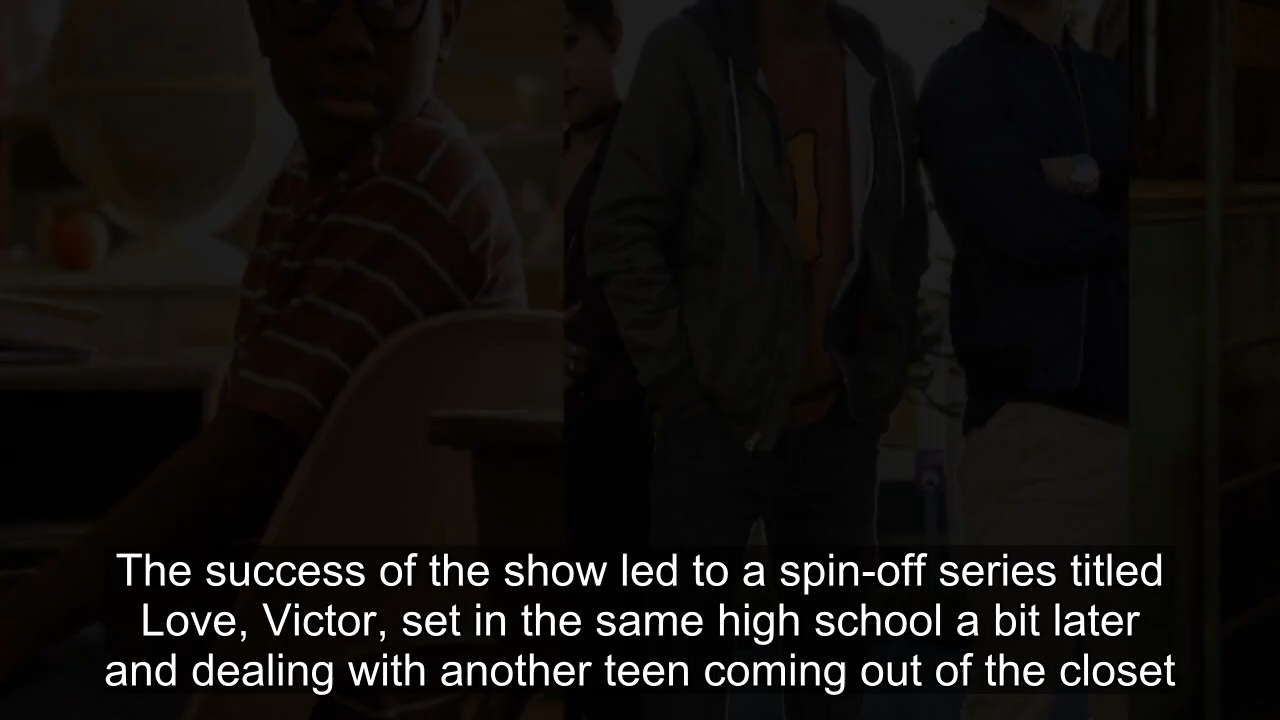 The success of the show led to a spin-off series titled
Love, Victor, set in the same high school a bit later
and dealing with another teen coming out of the closet